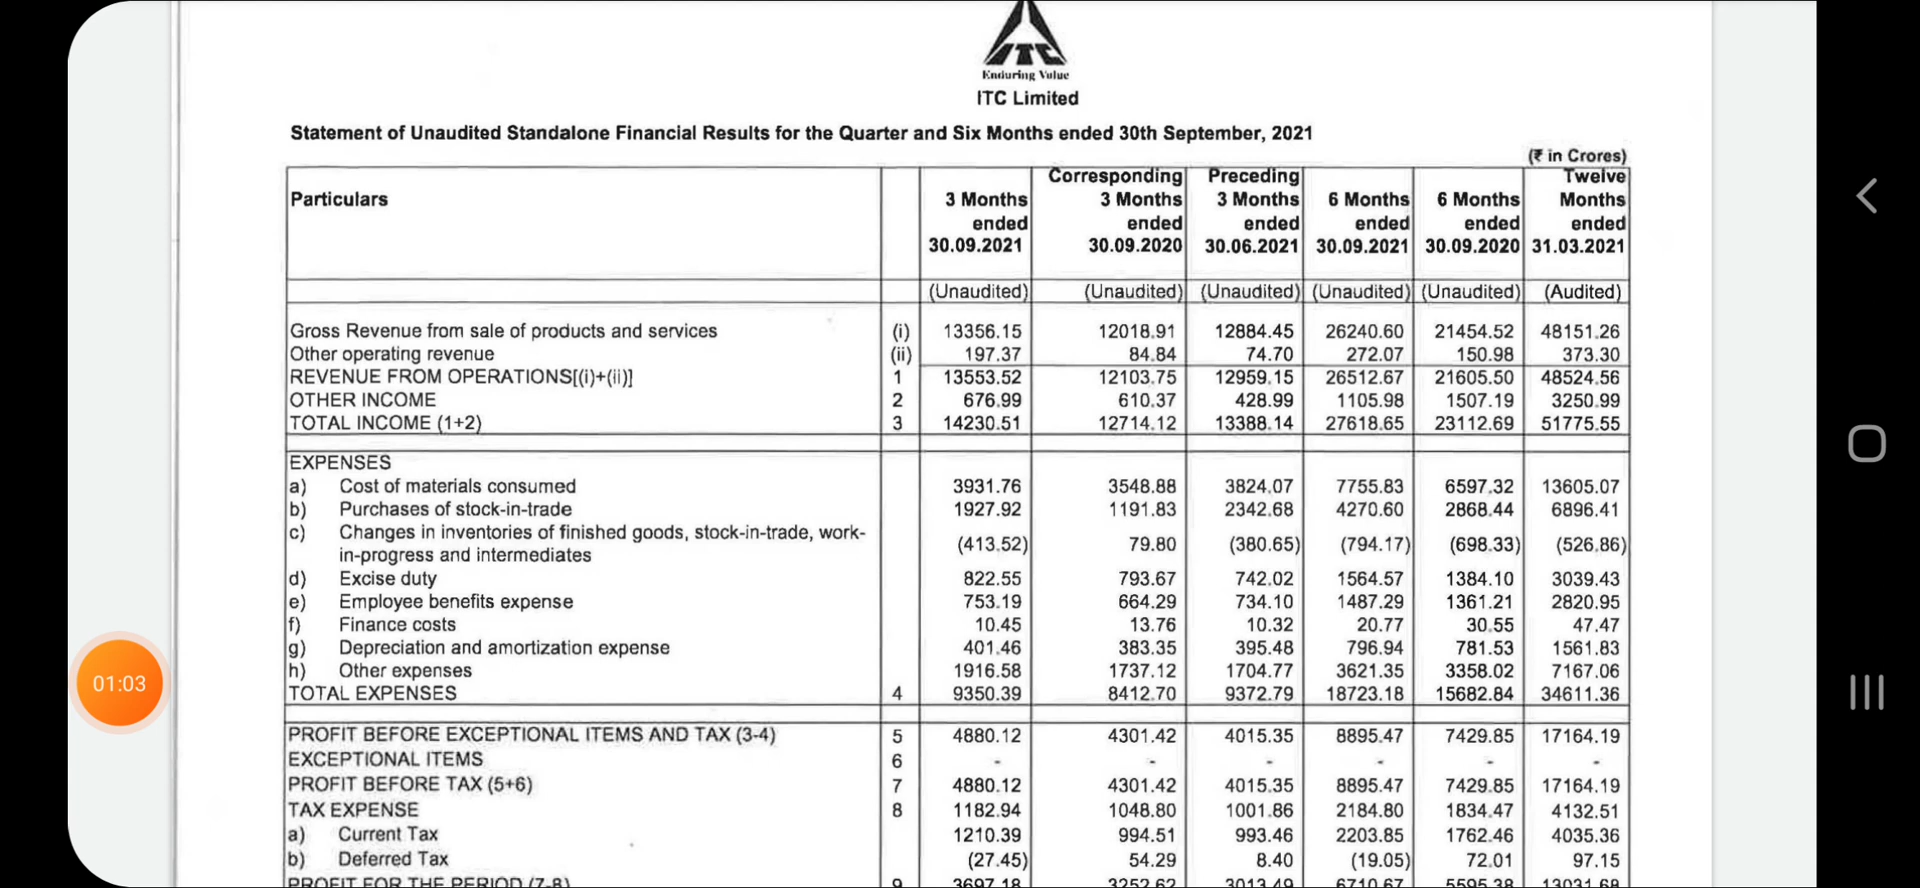 ITC
Enduring Value
ITC Limited
Statement of Unaudited Standalone Financial Results for the Quarter and Six Months ended 30th September, 2021
(₹ in Crores)
Particulars 3 Months ended 30.09.2021 Corresponding 3 Months ended 30.09.2020 Preceding 3 Months ended 30.06.2021 6 Months ended 30.09.2021 6 Months ended 30.09.2020 Twelve Months ended 31.03.2021
(Unaudited) (Unaudited) (Unaudited) (Unaudited) (Unaudited) (Audited)
Gross Revenue from sale of products and services (i) 13356.15 12018.91 12884.45 26240.60 21454.52 48151.26
Other operating revenue (ii) 197.37 84.84 74.70 272.07 150.98 373.30
REVENUE FROM OPERATIONS[(i)+(ii)] 1 13553.52 12103.75 12959.15 26512.67 21605.50 48524.56
OTHER INCOME 2 676.99 610.37 428.99 1105.98 1507.19 3250.99
TOTAL INCOME (1+2) 3 14230.51 12714.12 13388.14 27618.65 23112.69 51775.55
EXPENSES
a) Cost of materials consumed 3931.76 3548.88 3824.07 7755.83 6597.32 13605.07
b) Purchases of stock-in-trade 1927.92 1191.83 2342.68 4270.60 2868.44 6896.41
c) Changes in inventories of finished goods, stock-in-trade, work-
in-progress and intermediates (413.52) 79.80 (380.65) (794.17) (698.33) (526.86)
d) Excise duty 822.55 793.67 742.02 1564.57 1384.10 3039.43
e) Employee benefits expense 753.19 664.29 734.10 1487.29 1361.21 2820.95
f) Finance costs 10.45 13.76 10.32 20.77 30.55 47.47
g) Depreciation and amortization expense 401.46 383.35 395.48 796.94 781.53 1561.83
h) Other expenses 1916.58 1737.12 1704.77 3621.35 3358.02 7167.06
TOTAL EXPENSES 4 9350.39 8412.70 9372.79 18723.18 15682.84 34611.36
PROFIT BEFORE EXCEPTIONAL ITEMS AND TAX (3-4) 5 4880.12 4301.42 4015.35 8895.47 7429.85 17164.19
EXCEPTIONAL ITEMS 6 - - - - - -
PROFIT BEFORE TAX (5+6) 7 4880.12 4301.42 4015.35 8895.47 7429.85 17164.19
TAX EXPENSE 8 1182.94 1048.80 1001.86 2184.80 1834.47 4132.51
a) Current Tax 1210.39 994.51 993.46 2203.85 1762.46 4035.36
b) Deferred Tax (27.45) 54.29 8.40 (19.05) 72.01 97.15
PROFIT FOR THE PERIOD (7-8) 9 3697.18 3252.62 3013.49 6710.67 5595.38 13031.68
01:03